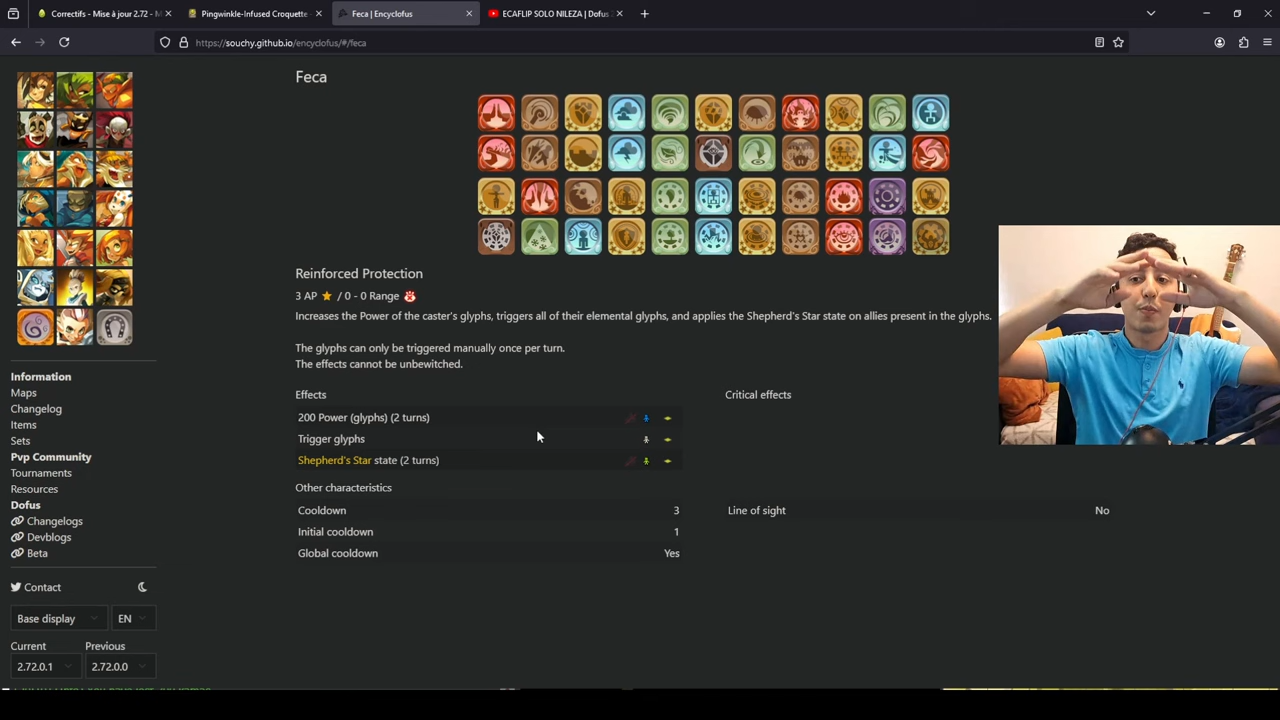 Correctifs - Mise à jour 2.72 - M
Pingwinkle-Infused Croquette
Feca | Encyclofus
ECAFLIP SOLO NILEZA | Dofus
https://souchy.github.io/encyclofus/#/feca
Feca
Reinforced Protection
3 AP / 0 - 0 Range
Increases the Power of the caster's glyphs, triggers all of their elemental glyphs, and applies the Shepherd's Star state on allies present in the glyphs.
The glyphs can only be triggered manually once per turn.
The effects cannot be unbewitched.
Effects
Critical effects
200 Power (glyphs) (2 turns)
Trigger glyphs
Shepherd's Star state (2 turns)
Other characteristics
Cooldown 3
Line of sight No
Initial cooldown 1
Global cooldown Yes
Information
Maps
Changelog
Items
Sets
Pvp Community
Tournaments
Resources
Dofus
Changelogs
Devblogs
Beta
Contact
Base display EN
Current Previous
2.72.0.1 2.72.0.0